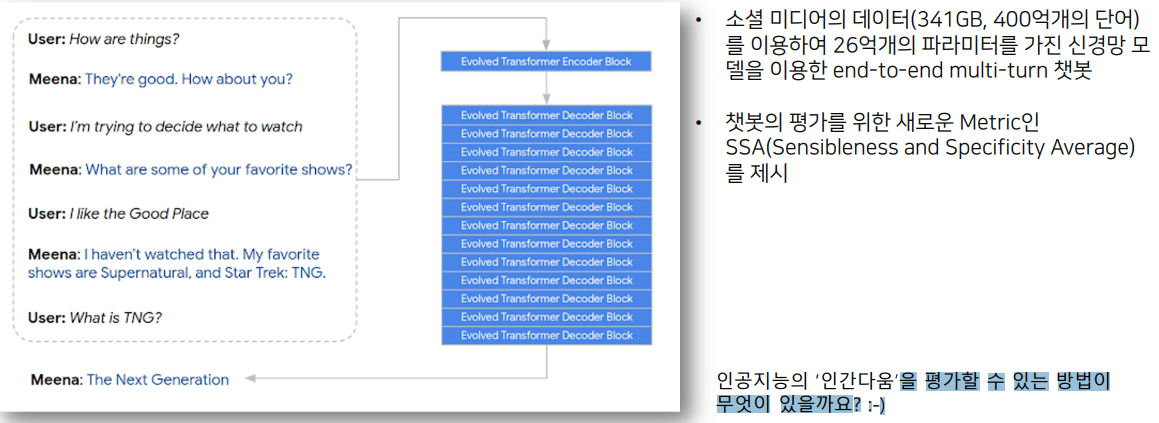 User: How are things?
Meena: They're good. How about you?
User: I'm trying to decide what to watch
Meena: What are some of your favorite shows?
User: I like the Good Place
Meena: I haven't watched that. My favorite
shows are Supernatural, and Star Trek: TNG.
User: What is TNG?
Meena: The Next Generation
Evolved Transformer Encoder Block
Evolved Transformer Decoder Block
Evolved Transformer Decoder Block
Evolved Transformer Decoder Block
Evolved Transformer Decoder Block
Evolved Transformer Decoder Block
Evolved Transformer Decoder Block
Evolved Transformer Decoder Block
Evolved Transformer Decoder Block
Evolved Transformer Decoder Block
Evolved Transformer Decoder Block
Evolved Transformer Decoder Block
Evolved Transformer Decoder Block
Evolved Transformer Decoder Block
• 소셜 미디어의 데이터(341GB, 400억개의 단어)
를 이용하여 26억개의 파라미터를 가진 신경망 모
델을 이용한 end-to-end multi-turn 챗봇
• 챗봇의 평가를 위한 새로운 Metric인
SSA(Sensibleness and Specificity Average)
를 제시
인공지능의 '인간다움'을 평가할 수 있는 방법이
무엇이 있을까요? :-)